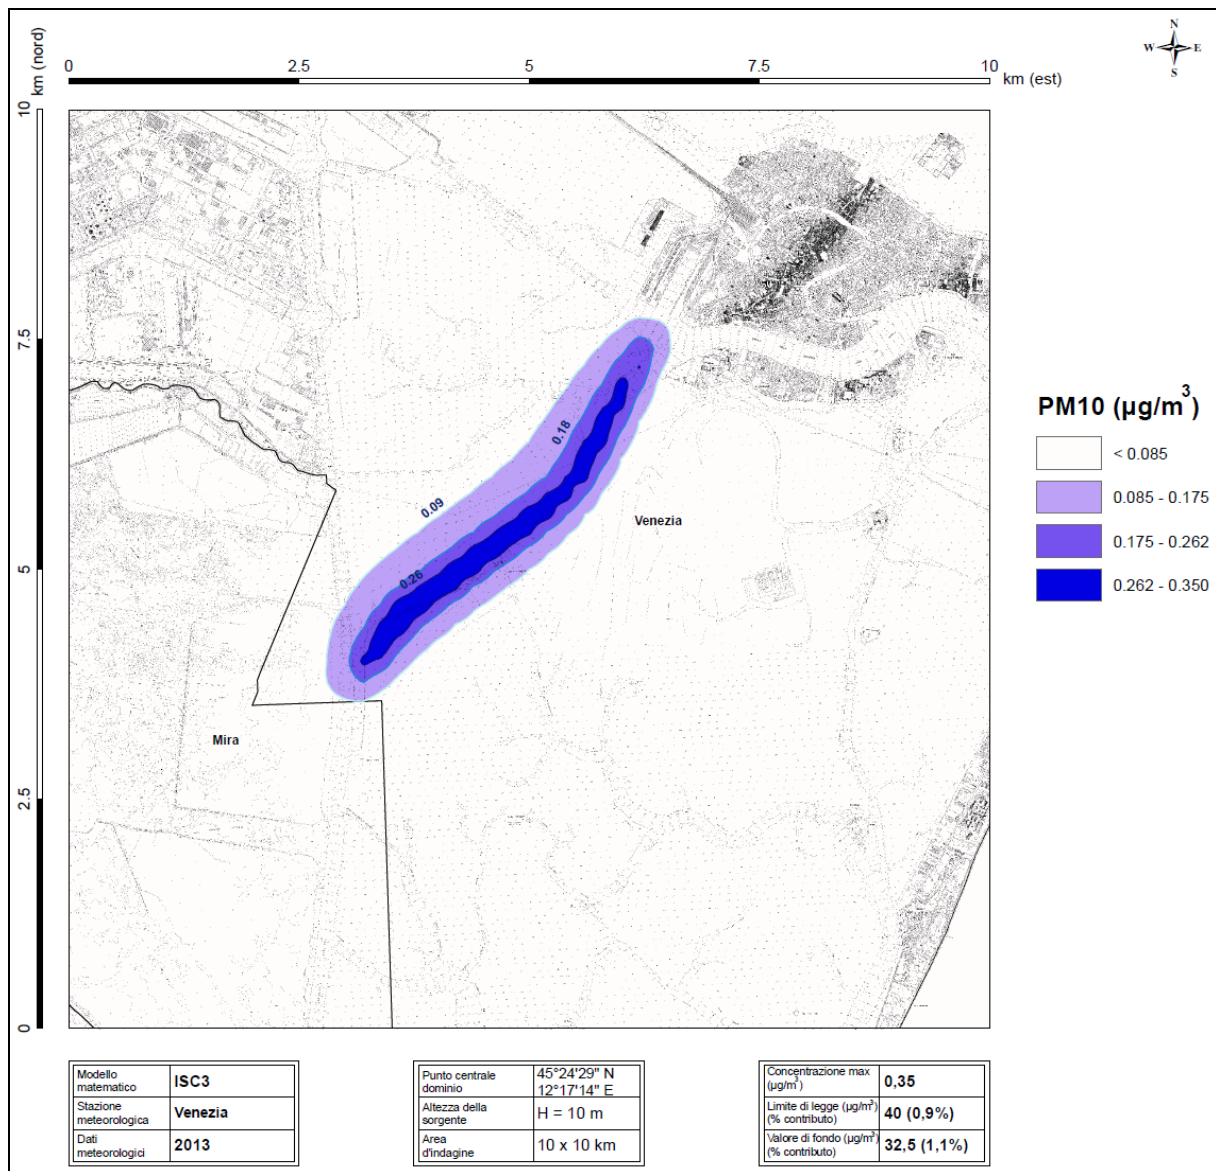 N
W E
S
0 2.5 5 7.5 10
km (est)
km (nord)
10
7.5
5
2.5
0
0.18
0.09
0.26
Venezia
Mira
PM10 (µg/m³)
< 0.085
0.085 - 0.175
0.175 - 0.262
0.262 - 0.350
Modello
matematico
ISC3
Stazione
meteorologica
Venezia
Dati
meteorologici
2013
Punto centrale
dominio
45°24'29" N
12°17'14" E
Altezza della
sorgente
H = 10 m
Area
d'indagine
10 x 10 km
Concentrazione max
(µg/m³)
0,35
Limite di legge (µg/m³)
(% contributo)
40 (0,9%)
Valore di fondo (µg/m³)
(% contributo)
32,5 (1,1%)